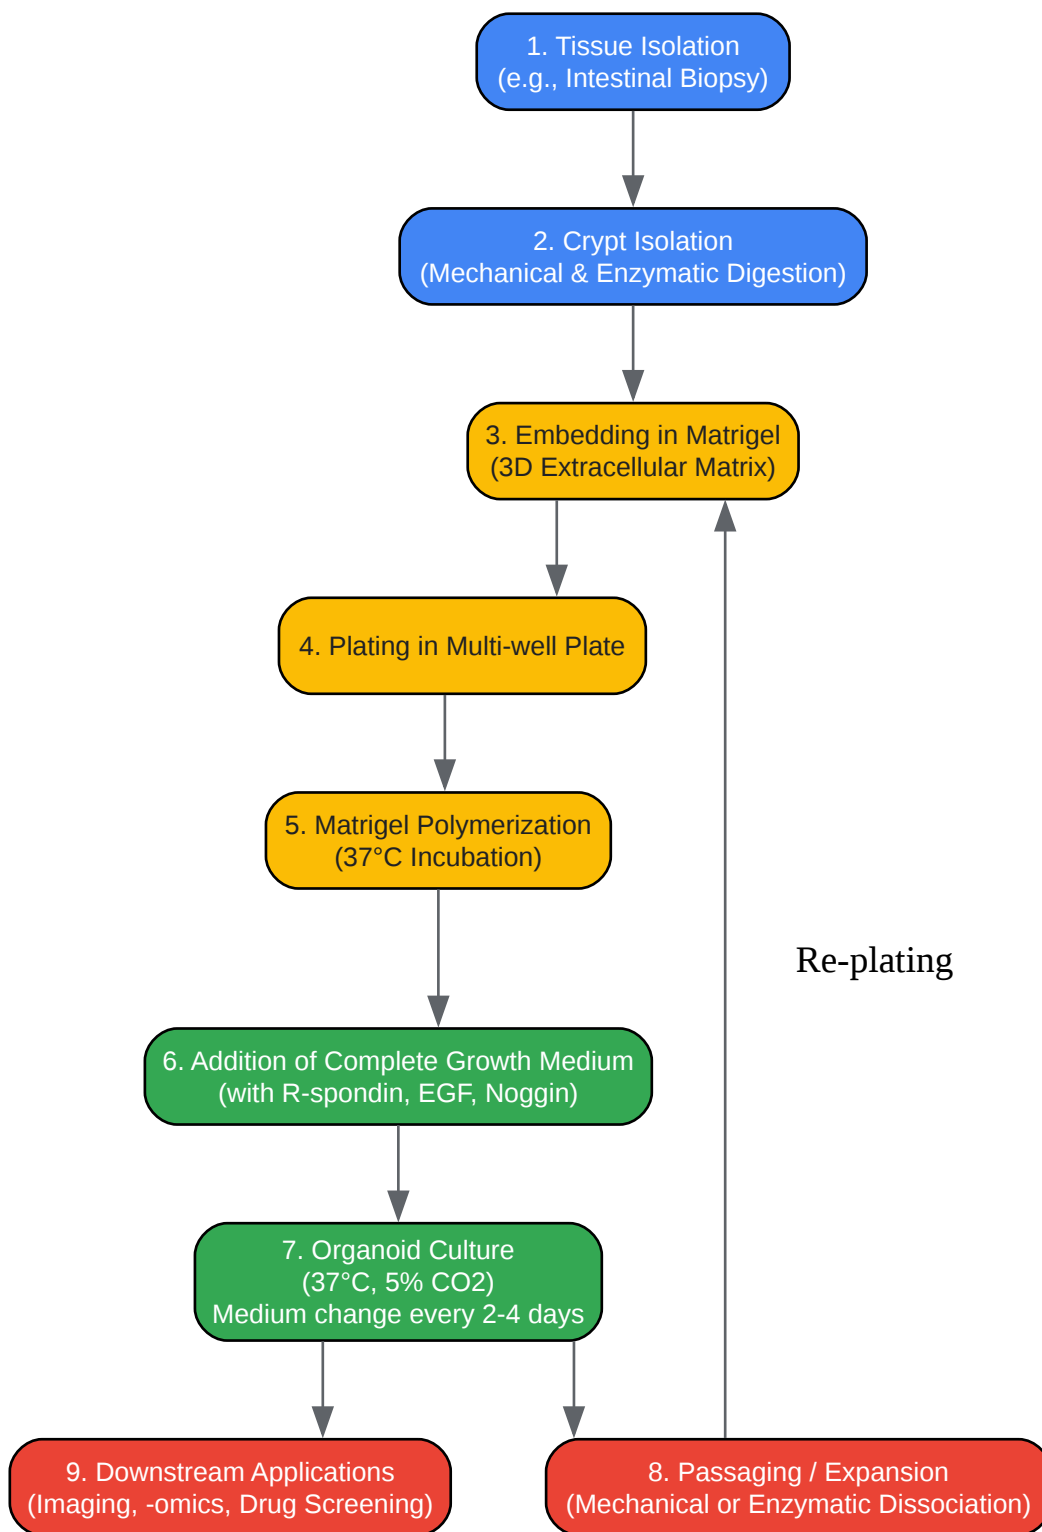 1. Tissue Isolation
(e.g., Intestinal Biopsy)
2. Crypt Isolation
(Mechanical & Enzymatic Digestion)
3. Embedding in Matrigel
(3D Extracellular Matrix)
4. Plating in Multi-well Plate
5. Matrigel Polymerization
(37°C Incubation)
Re-plating
6. Addition of Complete Growth Medium
(with R-spondin, EGF, Noggin)
7. Organoid Culture
(37°C, 5% CO2)
Medium change every 2-4 days
9. Downstream Applications
(Imaging, -omics, Drug Screening)
8. Passaging / Expansion
(Mechanical or Enzymatic Dissociation)